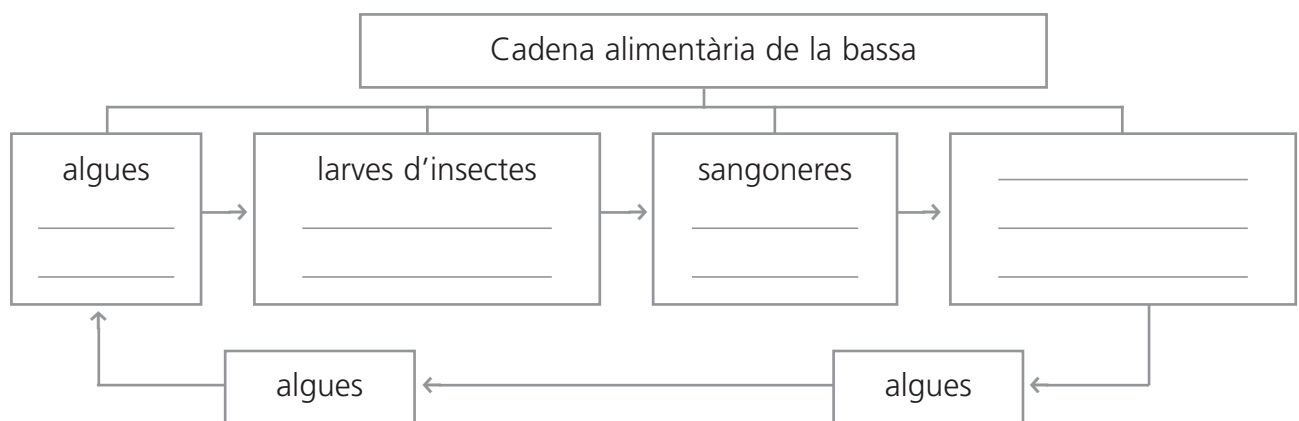 Cadena alimentària de la bassa
algues
larves d'insectes
sangoneres
algues
algues